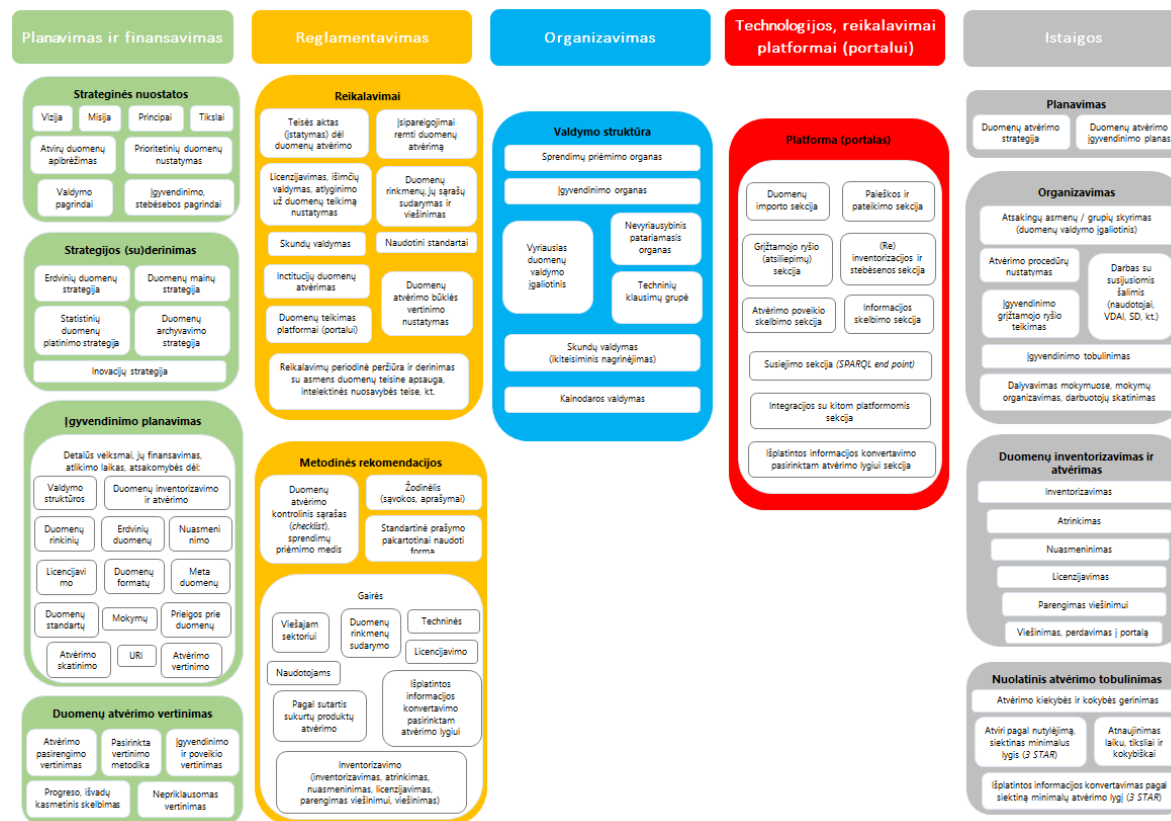 Planavimas ir finansavimas
Strateginės nuostatos
Vizija
Misija
Principai
Tikslai
Atvirų duomenų
apibrėžimas
Prioritetinių duomenų
nustatymas
Valdymo
pagrindai
Įgyvendinimo,
stebėsebos pagrindai
Strategijos (su)derinimas
Erdvinių duomenų
strategija
Duomenų mainų
strategija
Statistinių
duomenų
platinimo strategija
Duomenų
archyvavimo
strategija
Inovacijų strategija
Įgyvendinimo planavimas
Detalūs veiksmai, jų finansavimas,
atlikimo laikas, atsakomybės dėl:
Valdymo
struktūros
Duomenų inventorizavimo
ir atvėrimo
Duomenų
rinkinių
Erdvinių
duomenų
Nuasmeni
nimo
Licencijavi
mo
Duomenų
formatų
Meta
duomenų
Duomenų
standartų
Mokymų
Prieigos prie
duomenų
Atvėrimo
skatinimo
URI
Atvėrimo
vertinimo
Duomenų atvėrimo vertinimas
Atvėrimo
pasirengimo
vertinimas
Pasirinkta
vertinimo
metodika
Įgyvendinimo
ir poveikio
vertinimas
Progreso, išvadų
kasmetinis skelbimas
Nepriklausomas
vertinimas
Reglamentavimas
Reikalavimai
Teisės aktas
(įstatymas) dėl
duomenų atvėrimo
Įsipareigojimai
remti duomenų
atvėrimą
Licenzijavimas, išimčių
valdymas, atlyginimo
už duomenų teikimą
nustatymas
Duomenų
rinkmenų, jų sąrašų
sudarymas ir
viešinimas
Skundų valdymas
Naudotini standartai
Incticucijų duomenų
atvėrimas
Duomenų
atvėrimo būklės
vertinimo
nustatymas
Duomenų teikimas
platformai (portalui)
Reikalavimų periodinė peržiūra ir derinimas
su asmens duomenų teisine apsauga,
intelektinės nuosavybės teise, kt.
Metodinės rekomendacijos
Duomenų
atvėrimo
kontrolinis sąrašas
(checklist),
sprendimų
priėmimo medis
Žodinėlis
(sąvokos, aprašymai)
Standartinė prašymo
pakartotinai naudoti
forma
Gairės
Viešajam
sektoriui
Duomenų
rinkmenų
sudarymo
Techninės
Licencijavimo
Naudotojams
Pagal sutartis
sukurtų produktų
atvėrimo
Išplatintos
informacijos
konvertavimo
pasirinktam
atvėrimo lygiui
Inventorizavimo
(inventorizavimas, atrinkimas,
nuasmeninimas, licenzijavimas,
parengimas viešinimui, viešinimas)
Organizavimas
Valdymo struktūra
Sprendimų priėmimo organas
Įgyvendinimo organas
Vyriausias
duomenų
valdymo
įgaliotinis
Nevyriausybinis
patariamasis
organas
Techninių
klausimų grupė
Skundų valdymas
(ikiteisiminis nagrinėjimas)
Kainodaros valdymas
Technologijos, reikalavimai
platformai (portalui)
Platforma (portalas)
Duomenų
importo sekcija
Paieškos ir
pateikimo sekcija
Grįžtamojo ryšio
(atsiliepimų)
sekcija
(Re)
inventorizacijos ir
stebėsenos sekcija
Atvėrimo poveikio
skelbimo sekcija
Informacijos
skelbimo sekcija
Susiejimo sekcija (SPARQL end point)
Integracijos su kitom platformomis
sekcija
Išplatintos informacijos konvertavimo
pasirinktam atvėrimo lygiui sekcija
Istaigos
Planavimas
Duomenų atvėrimo
strategija
Duomenų atvėrimo
įgyvendinimo planas
Organizavimas
Atsakingų asmenų / grupių skyrimas
(duomenų valdymo įgaliotinis)
Atvėrimo procedūrų
nustatymas
Darbas su
susijusiomis
šalimis
(naudotojai,
VDAI, SD, kt.)
Įgyvendinimo
grįžtamojo ryšio
teikimas
Įgyvendinimo tobulinimas
Dalyvavimas mokymuose, mokymų
organizavimas, darbuotojų skatinimas
Duomenų inventorizavimas ir
atvėrimas
Inventorizavimas
Atrinkimas
Nuasmeninimas
Licenzijavimas
Parengimas viešinimui
Viešinimas, perdavimas į portalą
Nuolatinis atvėrimo tobulinimas
Atvėrimo kiekybės ir kokybės gerinimas
Atviri pagal nutylėjimą,
siektinas minimalus
lygis (3 STAR)
Atnaujinimas
laiku, tiksliai ir
kokybiškai
Išplatintos informacijos konvertavimas pagal
siektiną minimalų atvėrimo lygį (3 STAR)